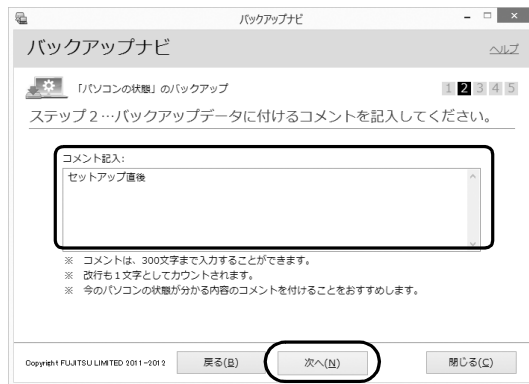 バックアップナビ
バックアップナビ
ヘルプ
「パソコンの状態」のバックアップ
1 2 3 4 5
ステップ2…バックアップデータに付けるコメントを記入してください。
コメント記入:
セットアップ直後
※ コメントは、300文字まで入力することができます。
※ 改行も1文字としてカウントされます。
※ 今のパソコンの状態が分かる内容のコメントを付けることをおすすめします。
Copyright FUJITSU LIMITED 2011-2012
戻る(B)
次へ(N)
閉じる(C)